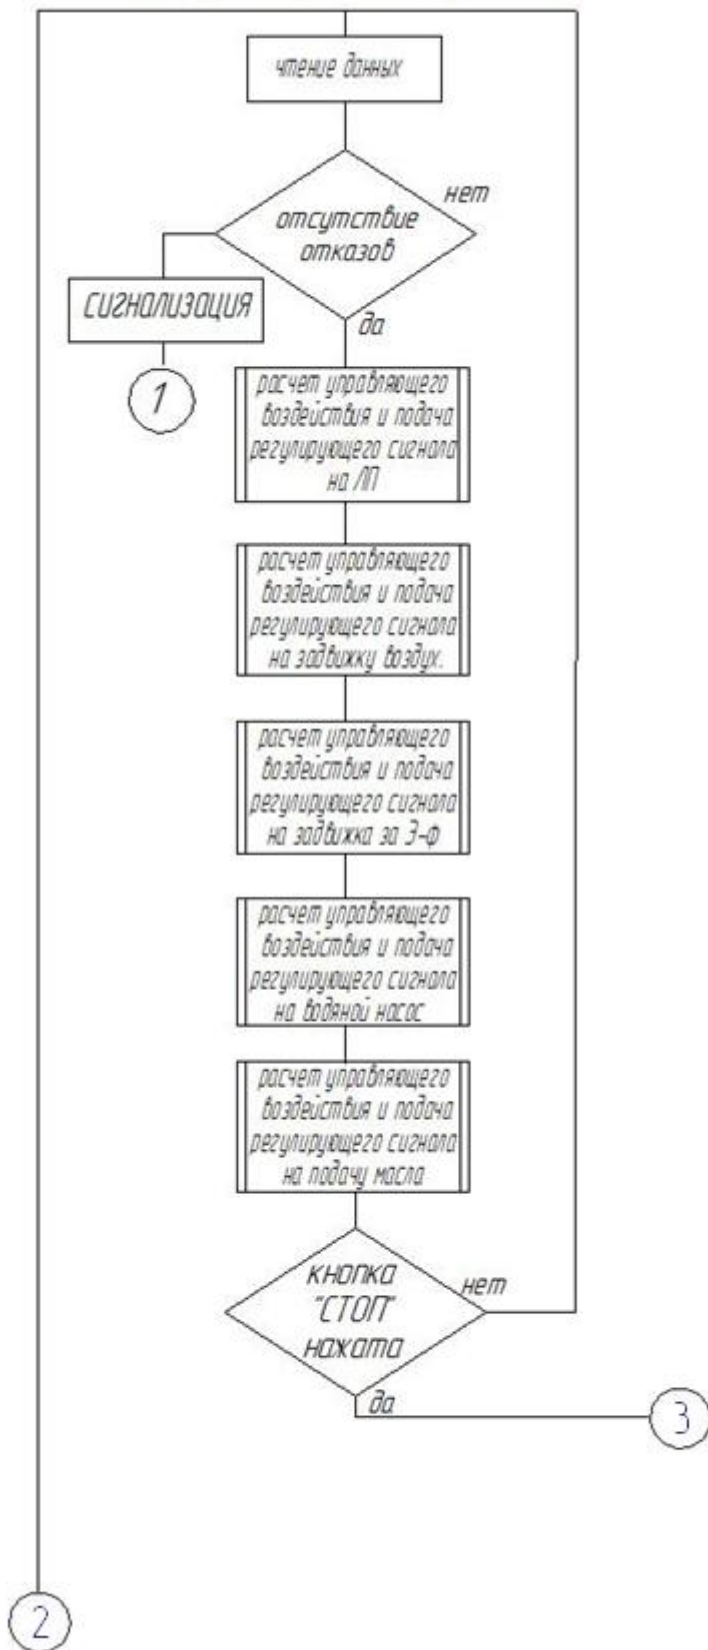 чтение данных
нет
отсутствие
отказов
СИГНАЛИЗАЦИЯ
да
1
расчет управляющего
воздействия и подача
регулирующего сигнала
на ЛП
расчет управляющего
воздействия и подача
регулирующего сигнала
на задвижку воздух.
расчет управляющего
воздействия и подача
регулирующего сигнала
на задвижка за Э-ф
расчет управляющего
воздействия и подача
регулирующего сигнала
на водяной насос
расчет управляющего
воздействия и подача
регулирующего сигнала
на подачу масла
кнопка
"СТОП"
нажата
нет
да
3
2